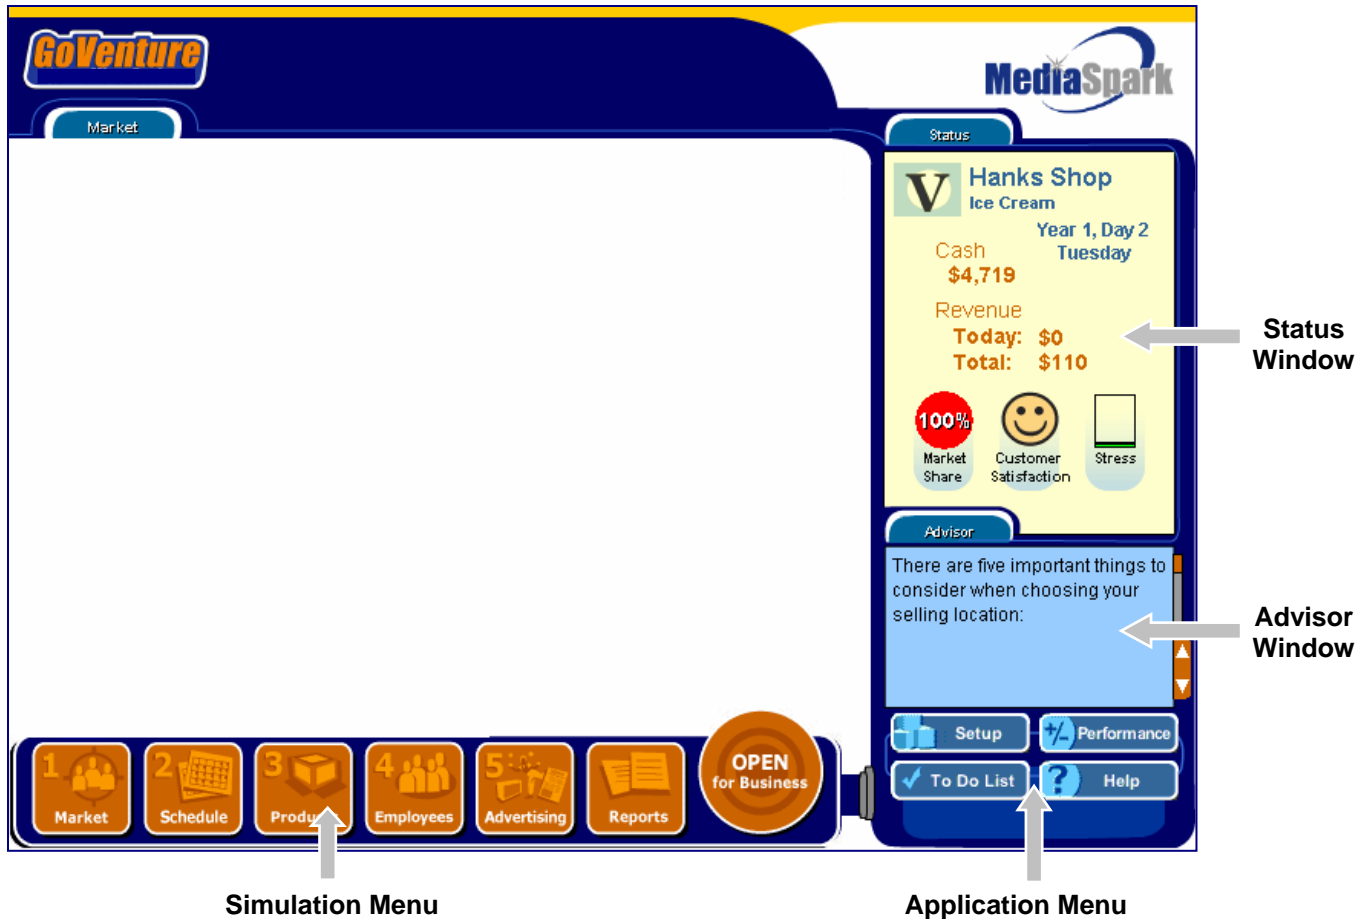 GoVenture
MediaSpark
Market
Status
V
Hanks Shop
Ice Cream
Year 1, Day 2
Tuesday
Cash
$4,719
Revenue
Today: $0
Total: $110
Status
Window
100%
Market
Share
Customer
Satisfaction
Stress
Advisor
There are five important things to
consider when choosing your
selling location:
Advisor
Window
Setup
+/- Performance
To Do List
? Help
1
Market
2
Schedule
3
4
Employees
5
Advertising
Reports
OPEN
for Business
Simulation Menu
Application Menu